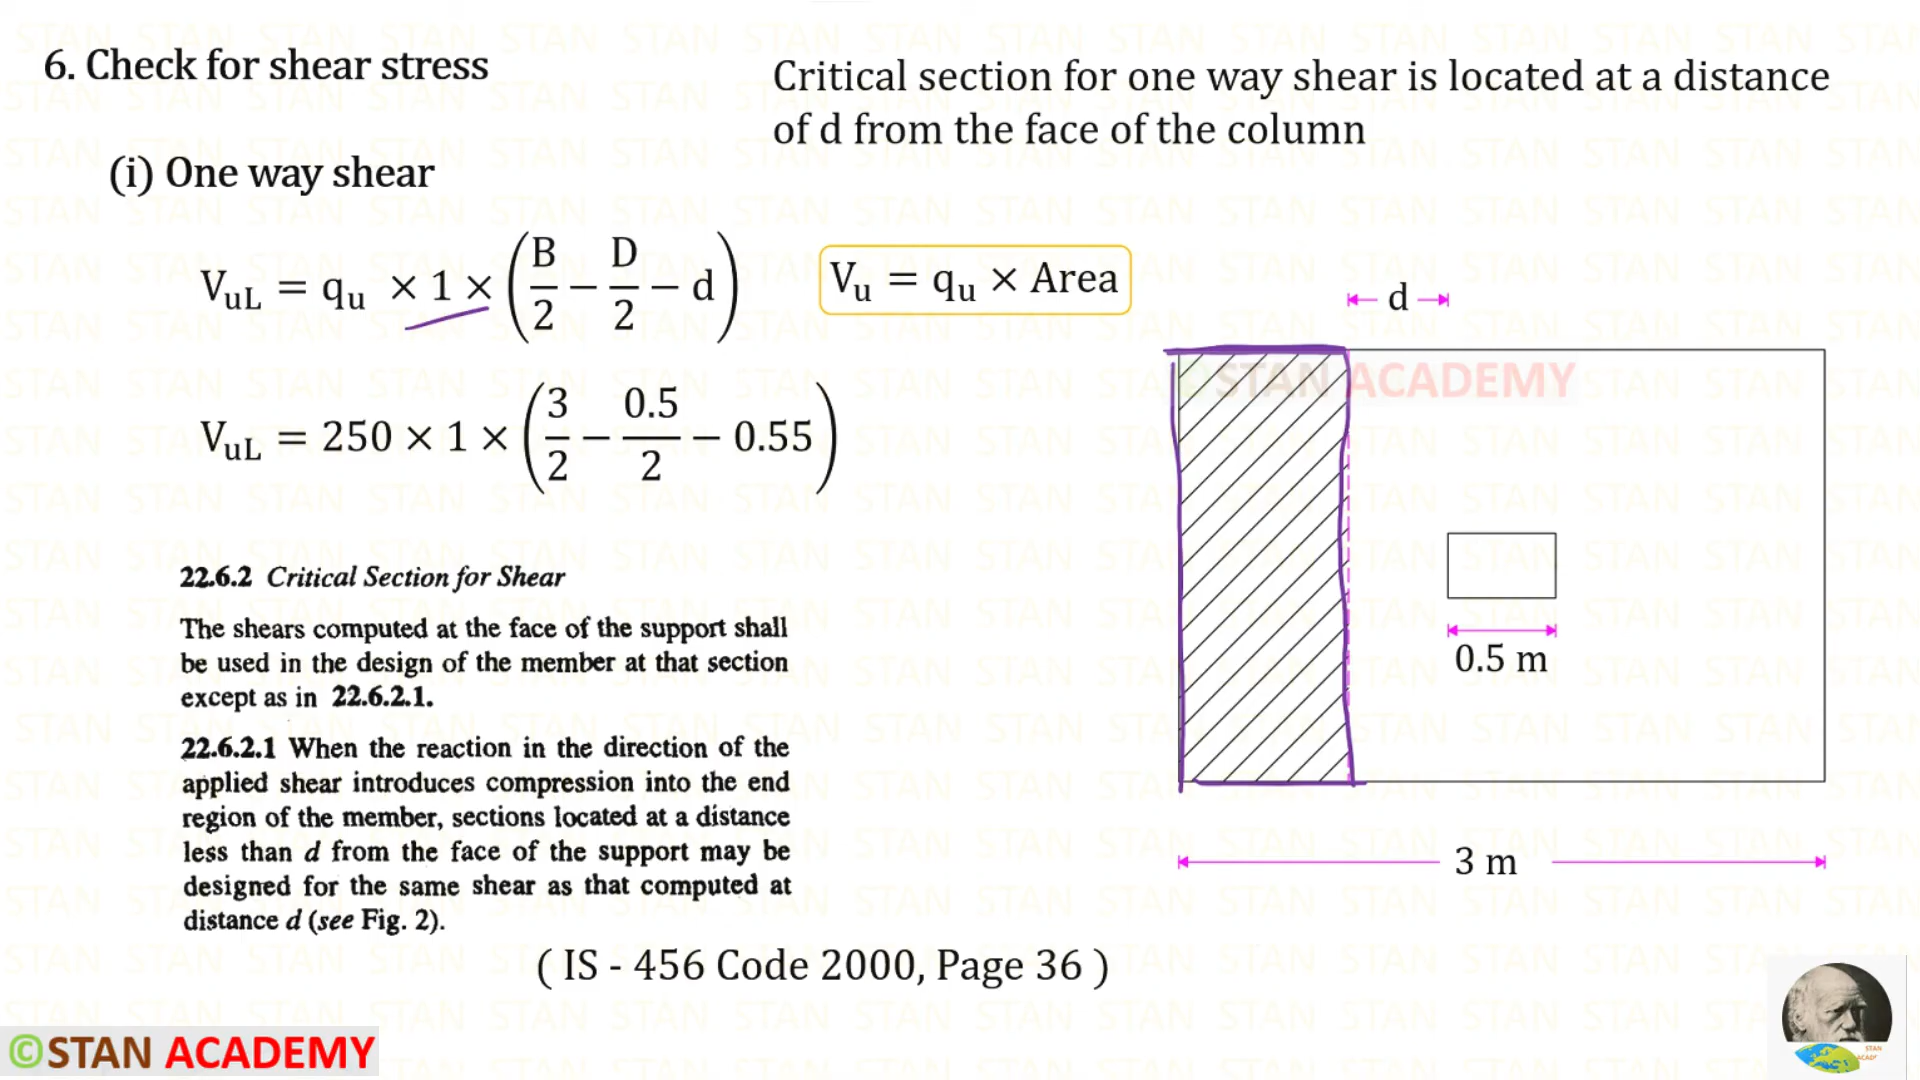 6. Check for shear stress
Critical section for one way shear is located at a distance
of d from the face of the column
(i) One way shear
V_uL = q_u × 1 × (B/2 − D/2 − d)
V_u = q_u × Area
V_uL = 250 × 1 × (3/2 − 0.5/2 − 0.55)
d
©STAN ACADEMY
0.5 m
3 m
22.6.2 Critical Section for Shear
The shears computed at the face of the support shall
be used in the design of the member at that section
except as in 22.6.2.1.
22.6.2.1 When the reaction in the direction of the
applied shear introduces compression into the end
region of the member, sections located at a distance
less than d from the face of the support may be
designed for the same shear as that computed at
distance d (see Fig. 2).
( IS - 456 Code 2000, Page 36 )
©STAN ACADEMY
STAN